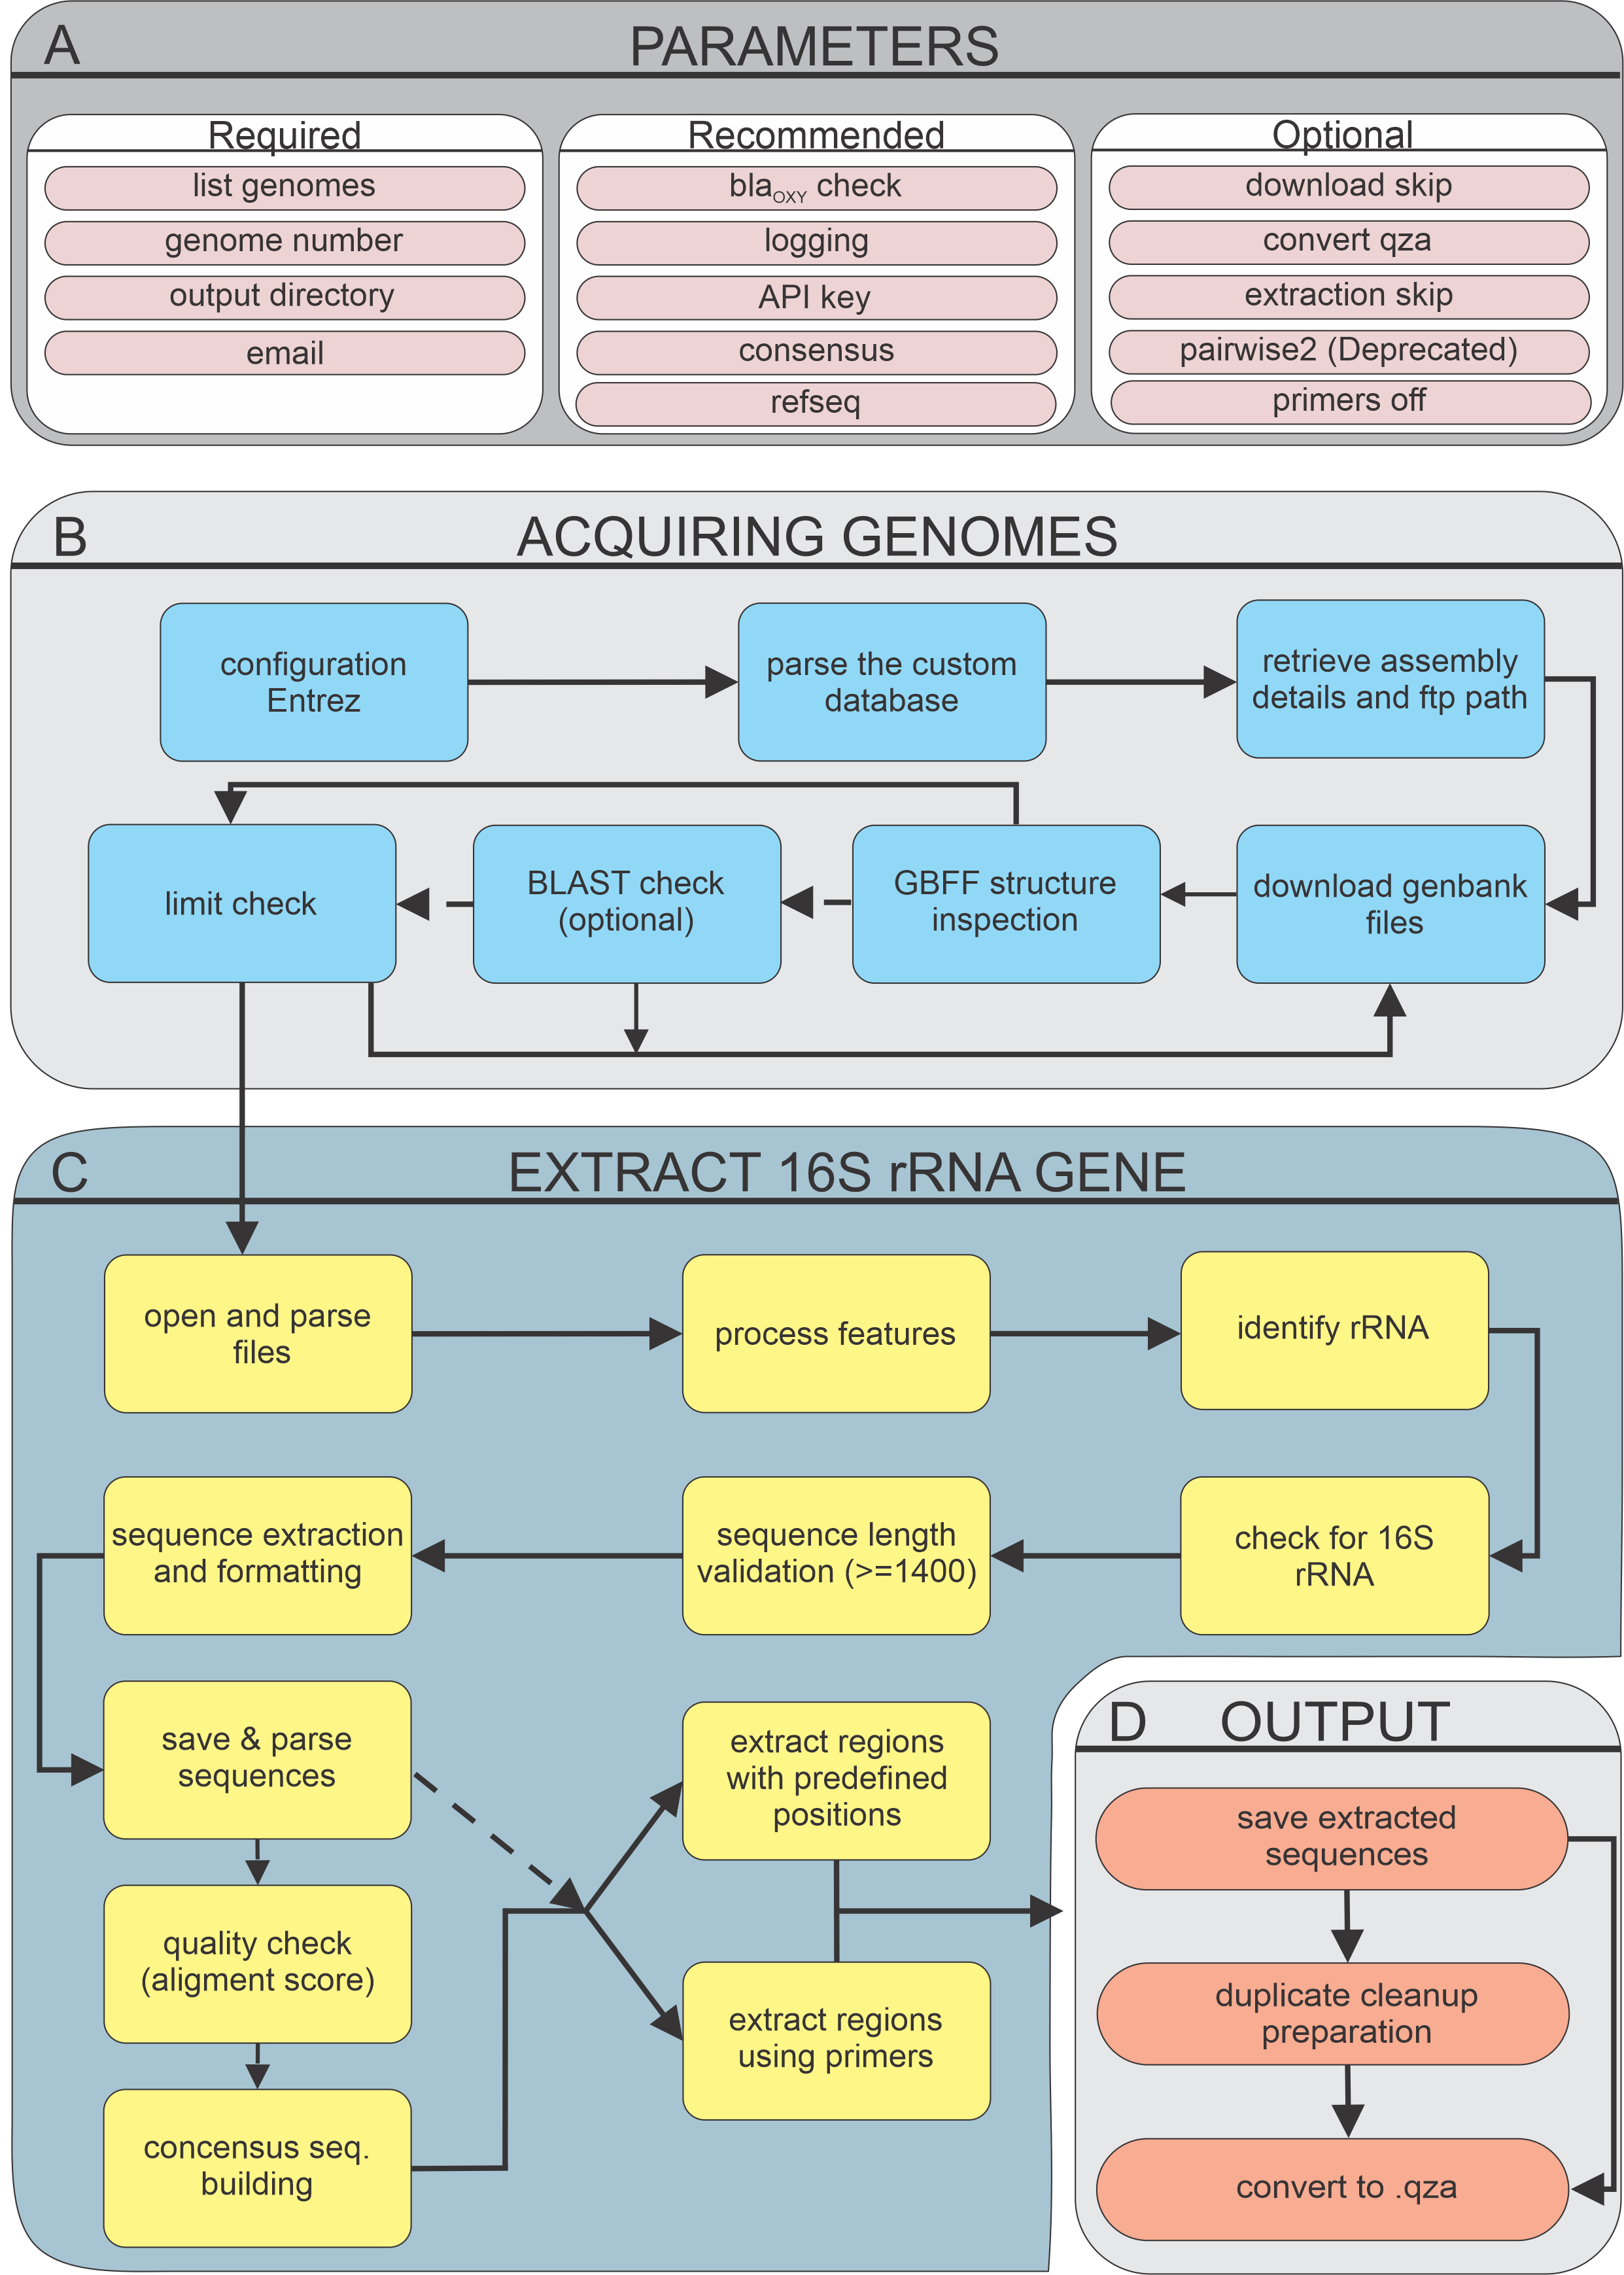 A
PARAMETERS
Required
list genomes
genome number
output directory
email
Recommended
blaOXY check
logging
API key
consensus
refseq
Optional
download skip
convert qza
extraction skip
pairwise2 (Deprecated)
primers off
B
ACQUIRING GENOMES
configuration
Entrez
parse the custom
database
retrieve assembly
details and ftp path
limit check
BLAST check
(optional)
GBFF structure
inspection
download genbank
files
C
EXTRACT 16S rRNA GENE
open and parse
files
process features
identify rRNA
sequence extraction
and formatting
sequence length
validation (>=1400)
check for 16S
rRNA
save & parse
sequences
extract regions
with predefined
positions
quality check
(aligment score)
extract regions
using primers
concensus seq.
building
D
OUTPUT
save extracted
sequences
duplicate cleanup
preparation
convert to .qza